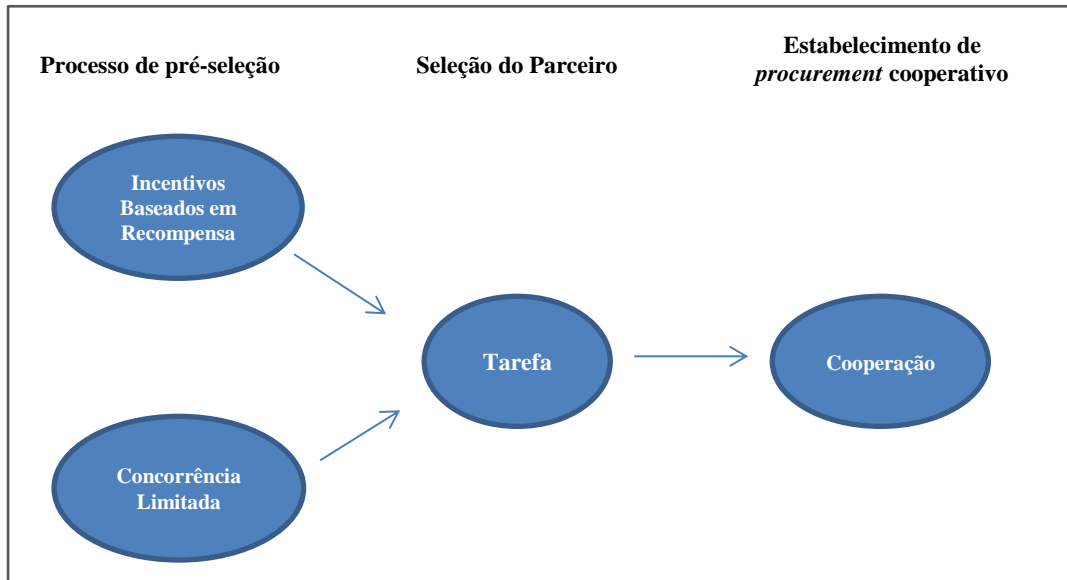 Processo de pré-seleção
Seleção do Parceiro
Estabelecimento de
procurement cooperativo
Incentivos
Baseados em
Recompensa
Tarefa
Cooperação
Concorrência
Limitada